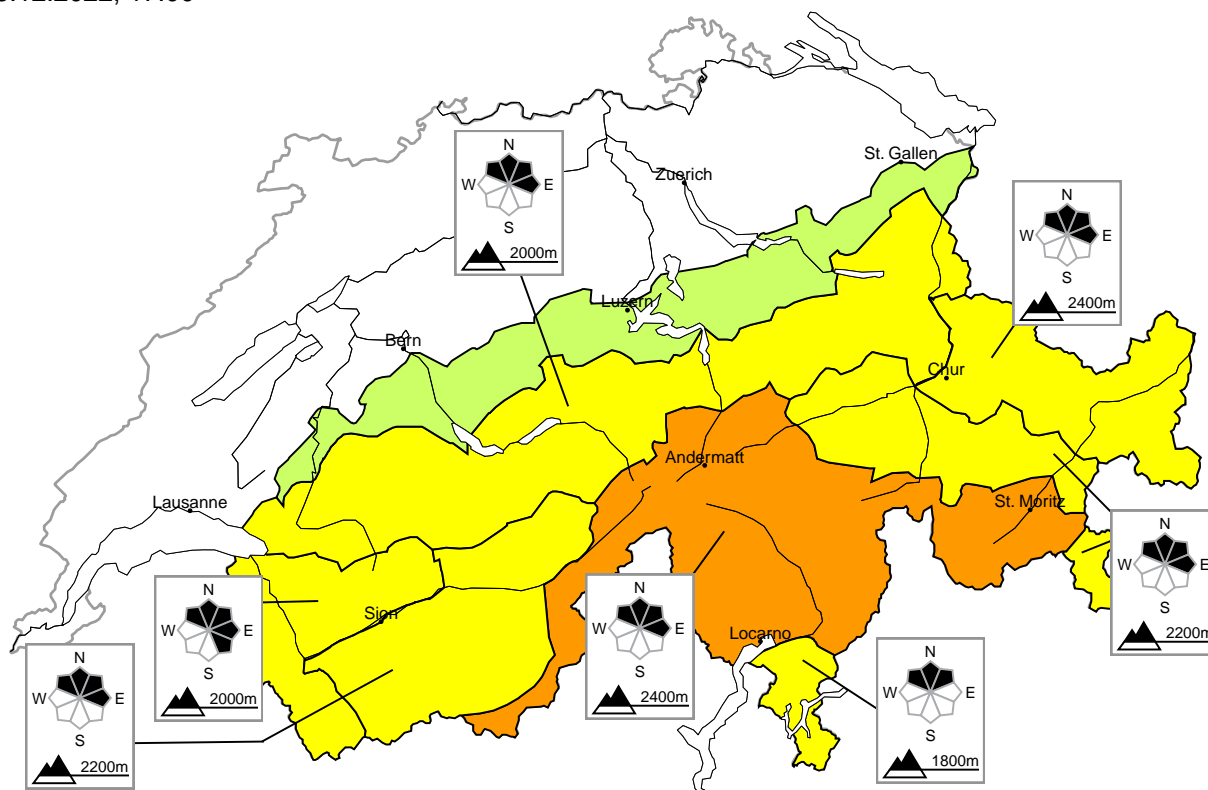 N
W E
S
2000m
St. Gallen
Zuerich
N
W E
S
2400m
Luzern
Bern
Chur
Andermatt
Lausanne
St. Moritz
N
W E
S
2200m
N
W E
S
2000m
Sion
N
W E
S
2400m
Locarno
N
W E
S
2200m
N
W E
S
1800m